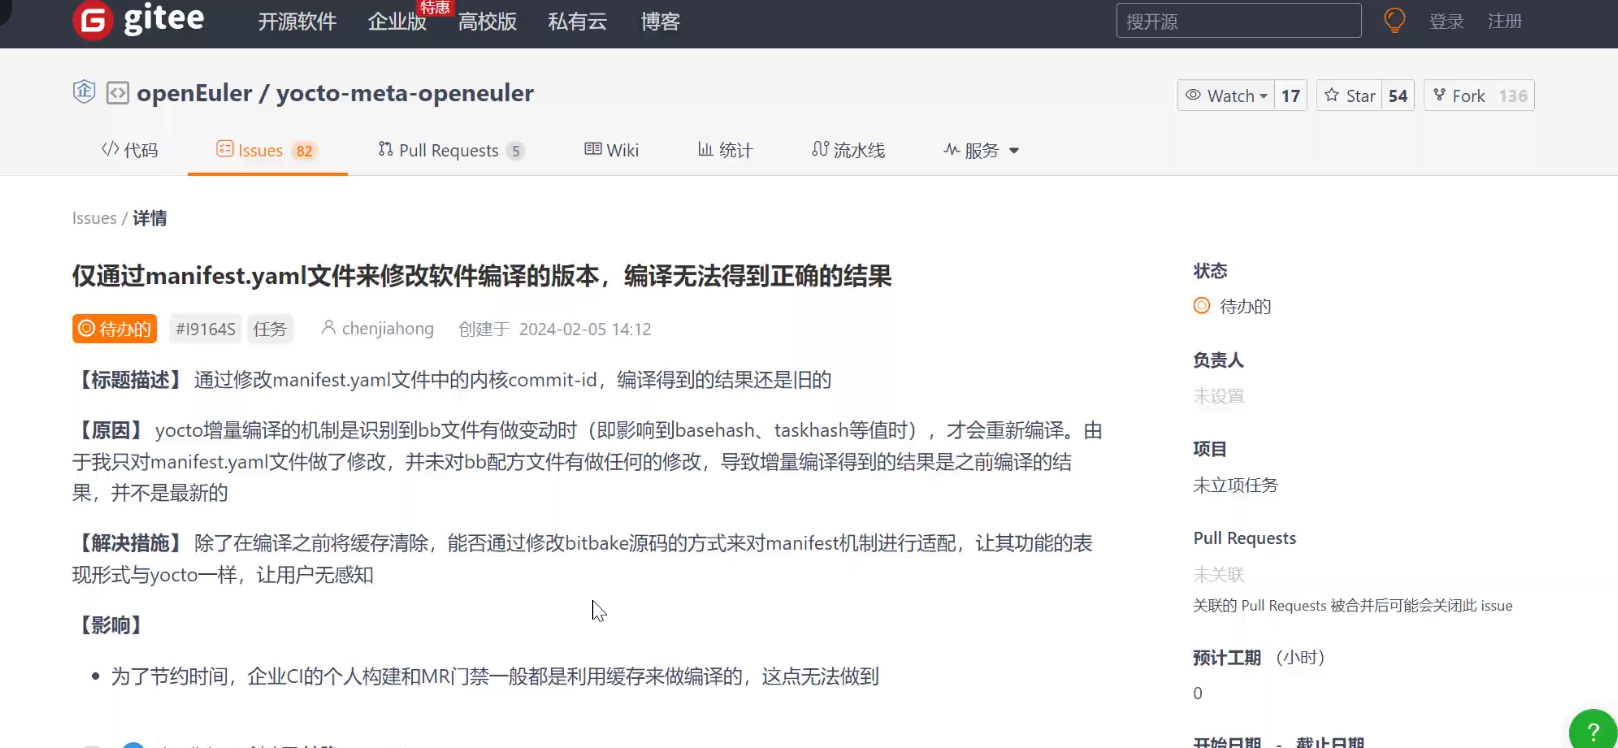 gitee 开源软件 企业版 特惠 高校版 私有云 博客 搜开源 登录 注册
openEuler / yocto-meta-openeuler Watch 17 Star 54 Fork 136
代码 Issues 82 Pull Requests 5 Wiki 统计 流水线 服务
Issues / 详情
仅通过manifest.yaml文件来修改软件编译的版本，编译无法得到正确的结果
待办的 #I9164S 任务 chenjiahong 创建于 2024-02-05 14:12
【标题描述】 通过修改manifest.yaml文件中的内核commit-id，编译得到的结果还是旧的
【原因】 yocto增量编译的机制是识别到bb文件有做变动时（即影响到basehash、taskhash等值时），才会重新编译。由
于我只对manifest.yaml文件做了修改，并未对bb配方文件有做任何的修改，导致增量编译得到的结果是之前编译的结
果，并不是最新的
【解决措施】 除了在编译之前将缓存清除，能否通过修改bitbake源码的方式来对manifest机制进行适配，让其功能的表
现形式与yocto一样，让用户无感知
【影响】
• 为了节约时间，企业CI的个人构建和MR门禁一般都是利用缓存来做编译的，这点无法做到
状态
待办的
负责人
未设置
项目
未立项任务
Pull Requests
未关联
关联的 Pull Requests 被合并后可能会关闭此 issue
预计工期 （小时）
0
开始日期 - 截止日期
?